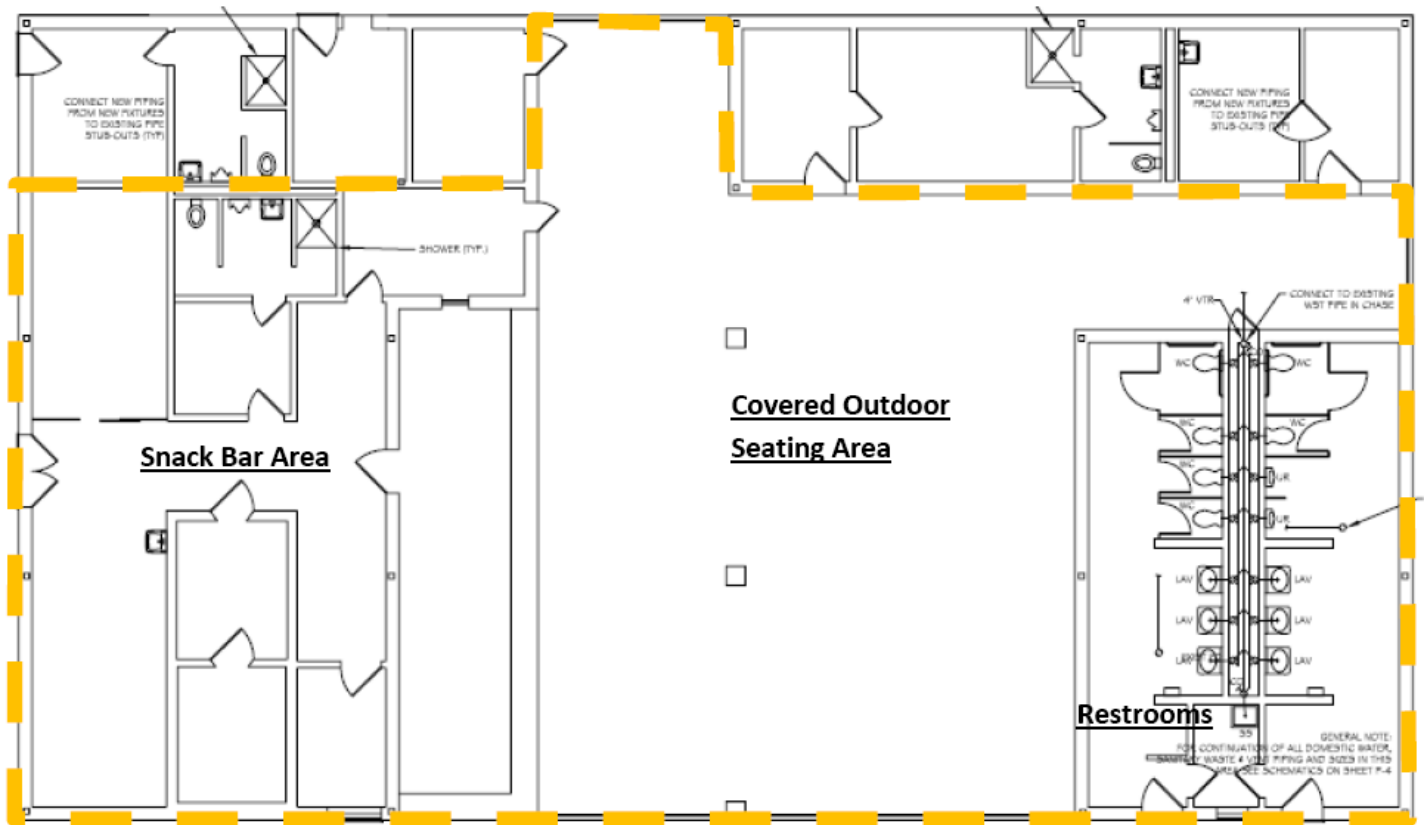 CONNECT NEW PIPING
FROM NEW FIXTURES
TO EXISTING PIPE
STUB-OUTS (TYP)
CONNECT NEW PIPING
FROM NEW FIXTURES
TO EXISTING PIPE
STUB-OUTS (TYP)
SHOWER (TYP.)
4" VTR
CONNECT TO EXISTING
WST PIPE IN CHASE
WC
WC
Covered Outdoor
Seating Area
WC
WC
Snack Bar Area
WC
UR
WC
UR
LAV
LAV
LAV
LAV
LAV
LAV
Restrooms
SS
GENERAL NOTE:
FOR CONTINUATION OF ALL DOMESTIC WATER,
SANITARY WASTE & VENT PIPING AND SIZES IN THIS
AREA SEE SCHEMATICS ON SHEET P-4